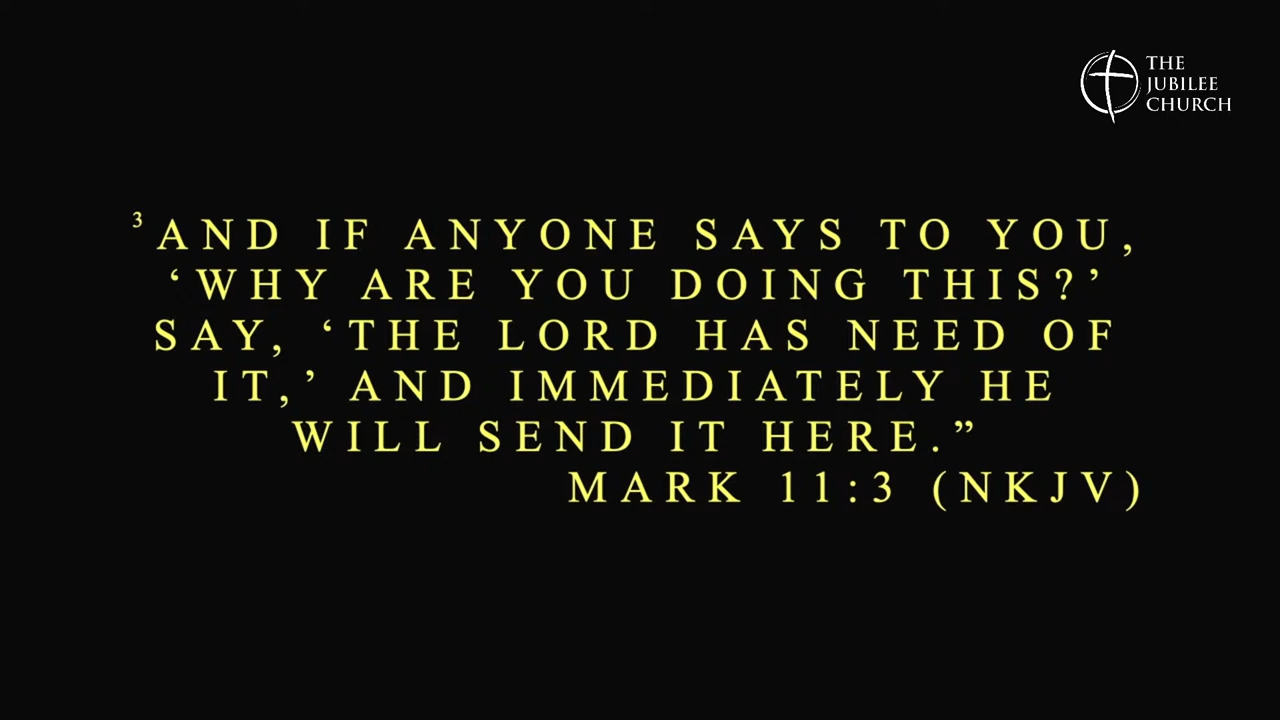 THE
JUBILEE
CHURCH
³AND IF ANYONE SAYS TO YOU,
‘WHY ARE YOU DOING THIS?’
SAY, ‘THE LORD HAS NEED OF
IT,’ AND IMMEDIATELY HE
WILL SEND IT HERE.”
MARK 11:3 (NKJV)